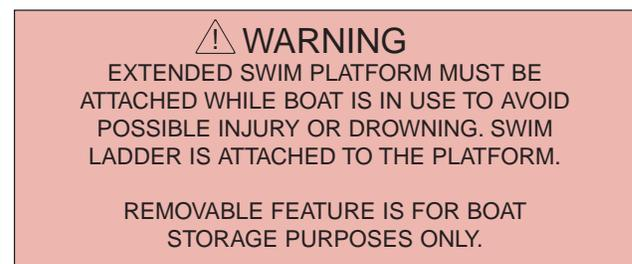 ⚠ WARNING
EXTENDED SWIM PLATFORM MUST BE
ATTACHED WHILE BOAT IS IN USE TO AVOID
POSSIBLE INJURY OR DROWNING. SWIM
LADDER IS ATTACHED TO THE PLATFORM.
REMOVABLE FEATURE IS FOR BOAT
STORAGE PURPOSES ONLY.